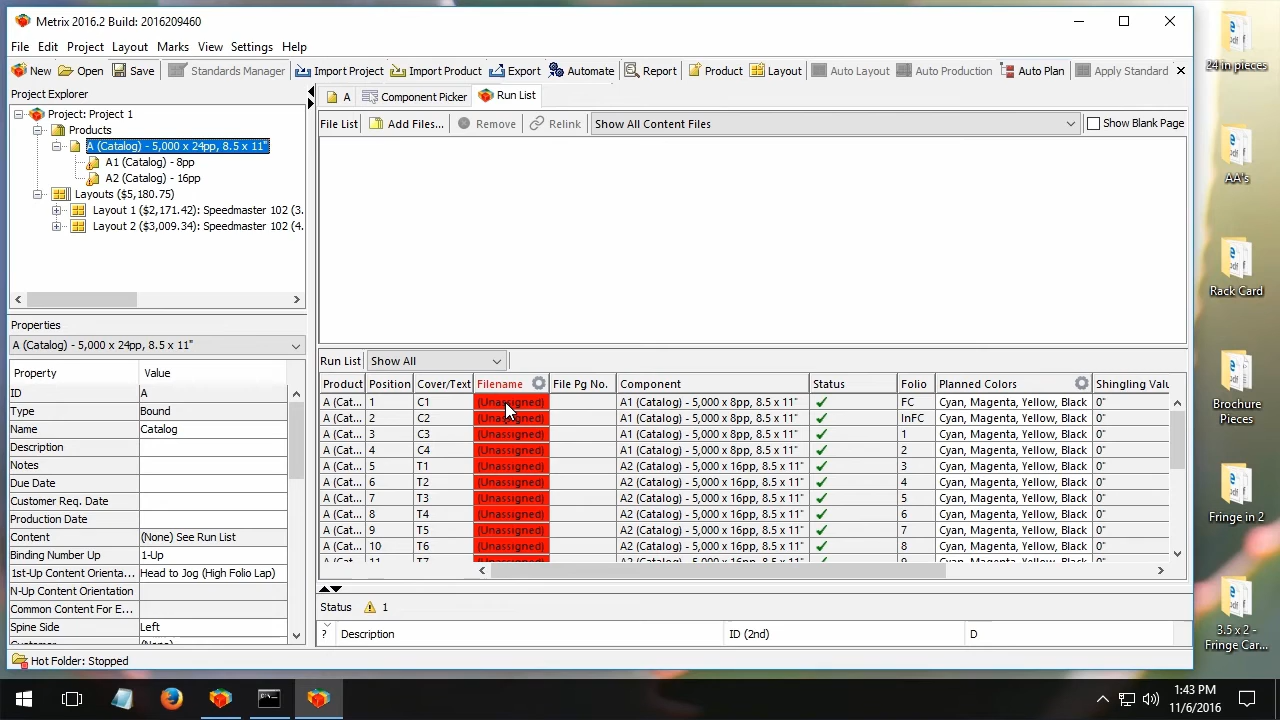 Metrix 2016.2 Build: 2016209460
File Edit Project Layout Marks View Settings Help
New Open Save Standards Manager Import Project Import Product Export Automate Report Product Layout Auto Layout Auto Production Auto Plan Apply Standard
Project Explorer
Project: Project 1
Products
A (Catalog) - 5,000 x 24pp, 8.5 x 11"
A1 (Catalog) - 8pp
A2 (Catalog) - 16pp
Layouts ($5,180.75)
Layout 1 ($2,171.42): Speedmaster 102 (3.
Layout 2 ($3,009.34): Speedmaster 102 (4.
Properties
A (Catalog) - 5,000 x 24pp, 8.5 x 11"
Property Value
ID A
Type Bound
Name Catalog
Description
Notes
Due Date
Customer Req. Date
Production Date
Content (None) See Run List
Binding Number Up 1-Up
1st-Up Content Orienta... Head to Jog (High Folio Lap)
N-Up Content Orientation
Common Content For E...
Spine Side Left
A Component Picker Run List
File List Add Files... Remove Relink Show All Content Files Show Blank Page
Run List Show All
Product Position Cover/Text Filename File Pg No. Component Status Folio Planned Colors Shingling Valu
A (Cat... 1 C1 (Unassigned) A1 (Catalog) - 5,000 x 8pp, 8.5 x 11" FC Cyan, Magenta, Yellow, Black 0"
A (Cat... 2 C2 (Unassigned) A1 (Catalog) - 5,000 x 8pp, 8.5 x 11" InFC Cyan, Magenta, Yellow, Black 0"
A (Cat... 3 C3 (Unassigned) A1 (Catalog) - 5,000 x 8pp, 8.5 x 11" 1 Cyan, Magenta, Yellow, Black 0"
A (Cat... 4 C4 (Unassigned) A1 (Catalog) - 5,000 x 8pp, 8.5 x 11" 2 Cyan, Magenta, Yellow, Black 0"
A (Cat... 5 T1 (Unassigned) A2 (Catalog) - 5,000 x 16pp, 8.5 x 11" 3 Cyan, Magenta, Yellow, Black 0"
A (Cat... 6 T2 (Unassigned) A2 (Catalog) - 5,000 x 16pp, 8.5 x 11" 4 Cyan, Magenta, Yellow, Black 0"
A (Cat... 7 T3 (Unassigned) A2 (Catalog) - 5,000 x 16pp, 8.5 x 11" 5 Cyan, Magenta, Yellow, Black 0"
A (Cat... 8 T4 (Unassigned) A2 (Catalog) - 5,000 x 16pp, 8.5 x 11" 6 Cyan, Magenta, Yellow, Black 0"
A (Cat... 9 T5 (Unassigned) A2 (Catalog) - 5,000 x 16pp, 8.5 x 11" 7 Cyan, Magenta, Yellow, Black 0"
A (Cat... 10 T6 (Unassigned) A2 (Catalog) - 5,000 x 16pp, 8.5 x 11" 8 Cyan, Magenta, Yellow, Black 0"
Status 1
? Description ID (2nd) D
Hot Folder: Stopped
24 in pieces
AA's
Rack Card
Brochure Pieces
Fringe in 2
3.5 x 2 -
Fringe Car...
1:43 PM
11/6/2016